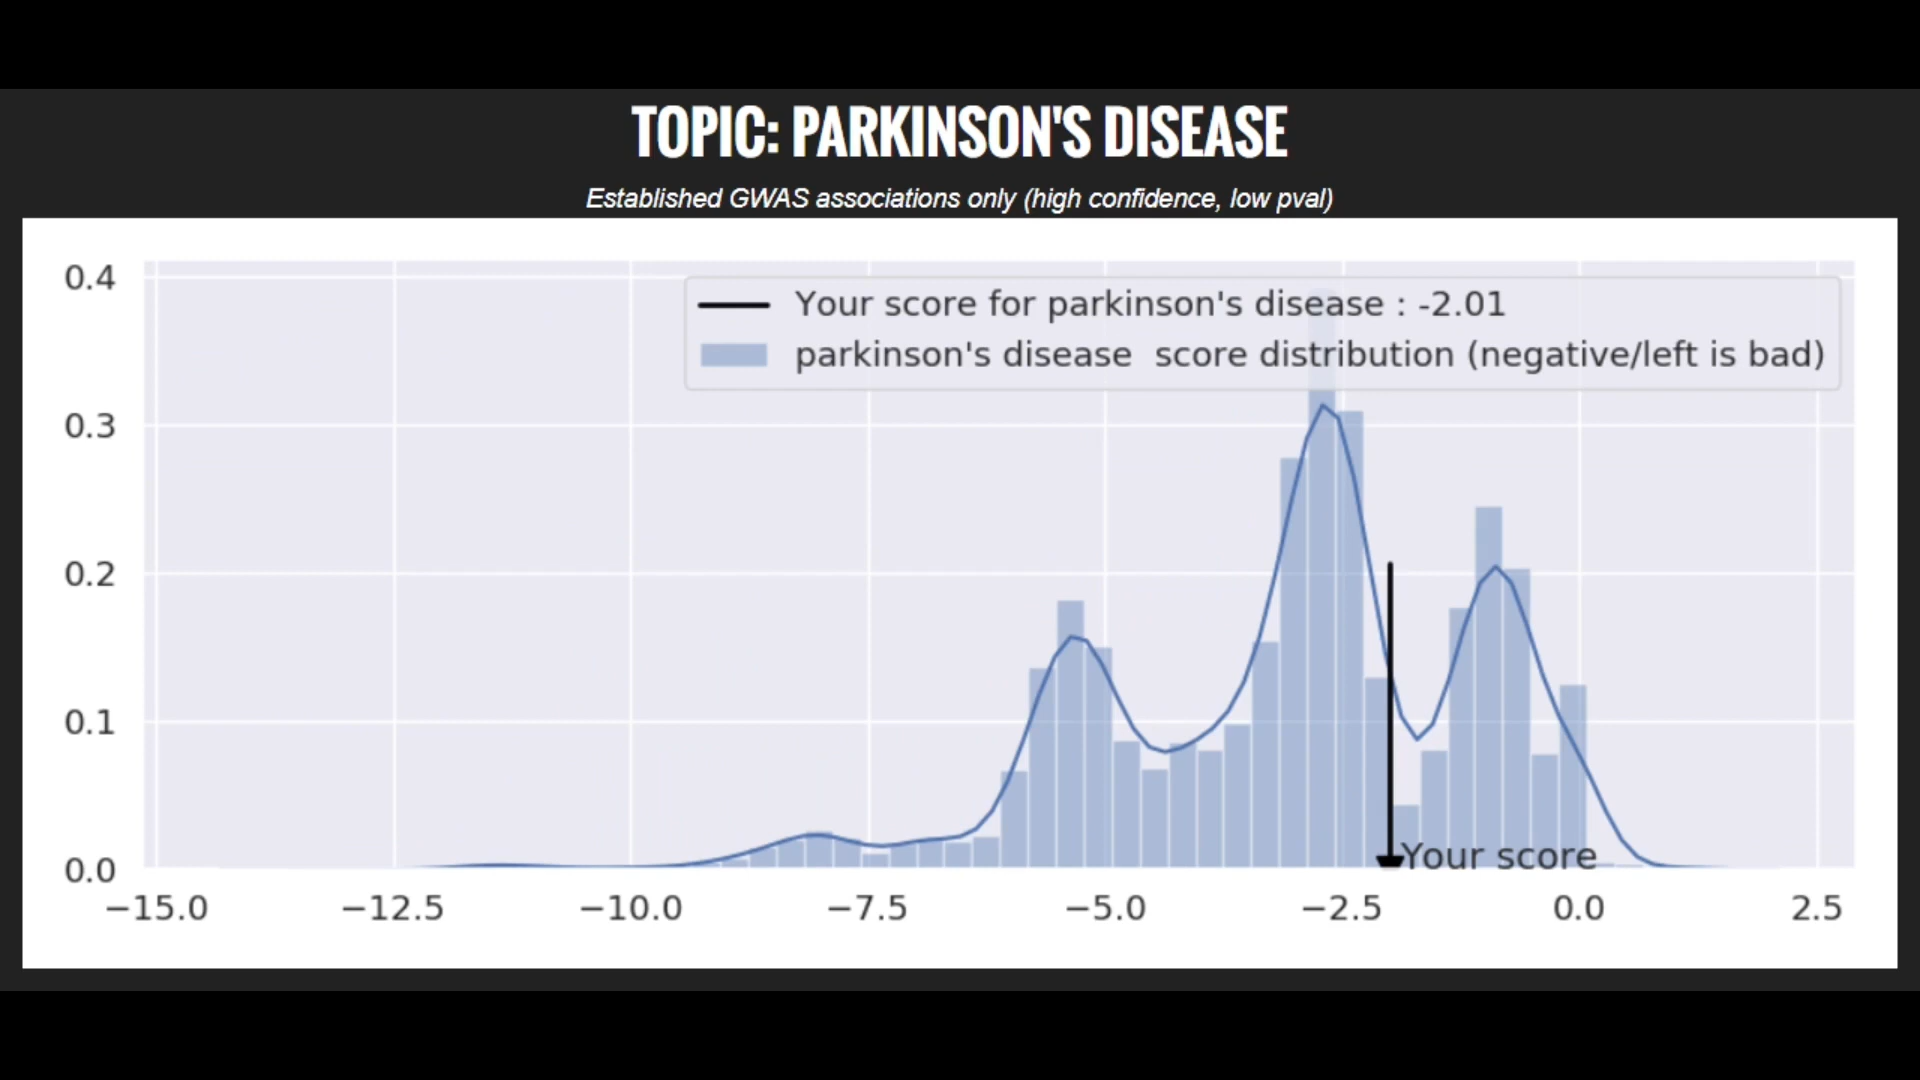 TOPIC: PARKINSON'S DISEASE
Established GWAS associations only (high confidence, low pval)
0.4
Your score for parkinson's disease : -2.01
parkinson's disease  score distribution (negative/left is bad)
0.3
0.2
0.1
0.0
Your score
−15.0 −12.5 −10.0 −7.5 −5.0 −2.5 0.0 2.5